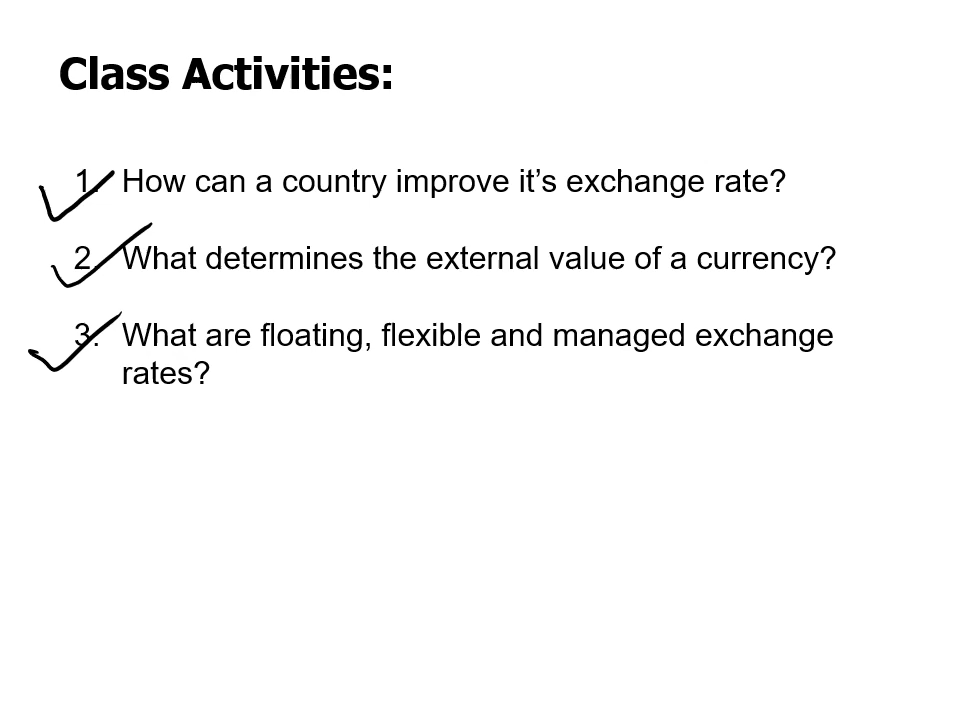 Class Activities:
1. How can a country improve it’s exchange rate?
2. What determines the external value of a currency?
3. What are floating, flexible and managed exchange
rates?